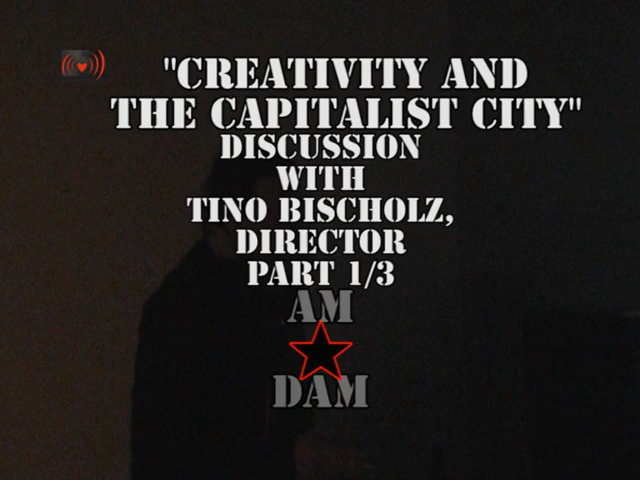 "CREATIVITY AND
THE CAPITALIST CITY"
DISCUSSION
WITH
TINO BISCHOLZ,
DIRECTOR
PART 1/3
AM
DAM